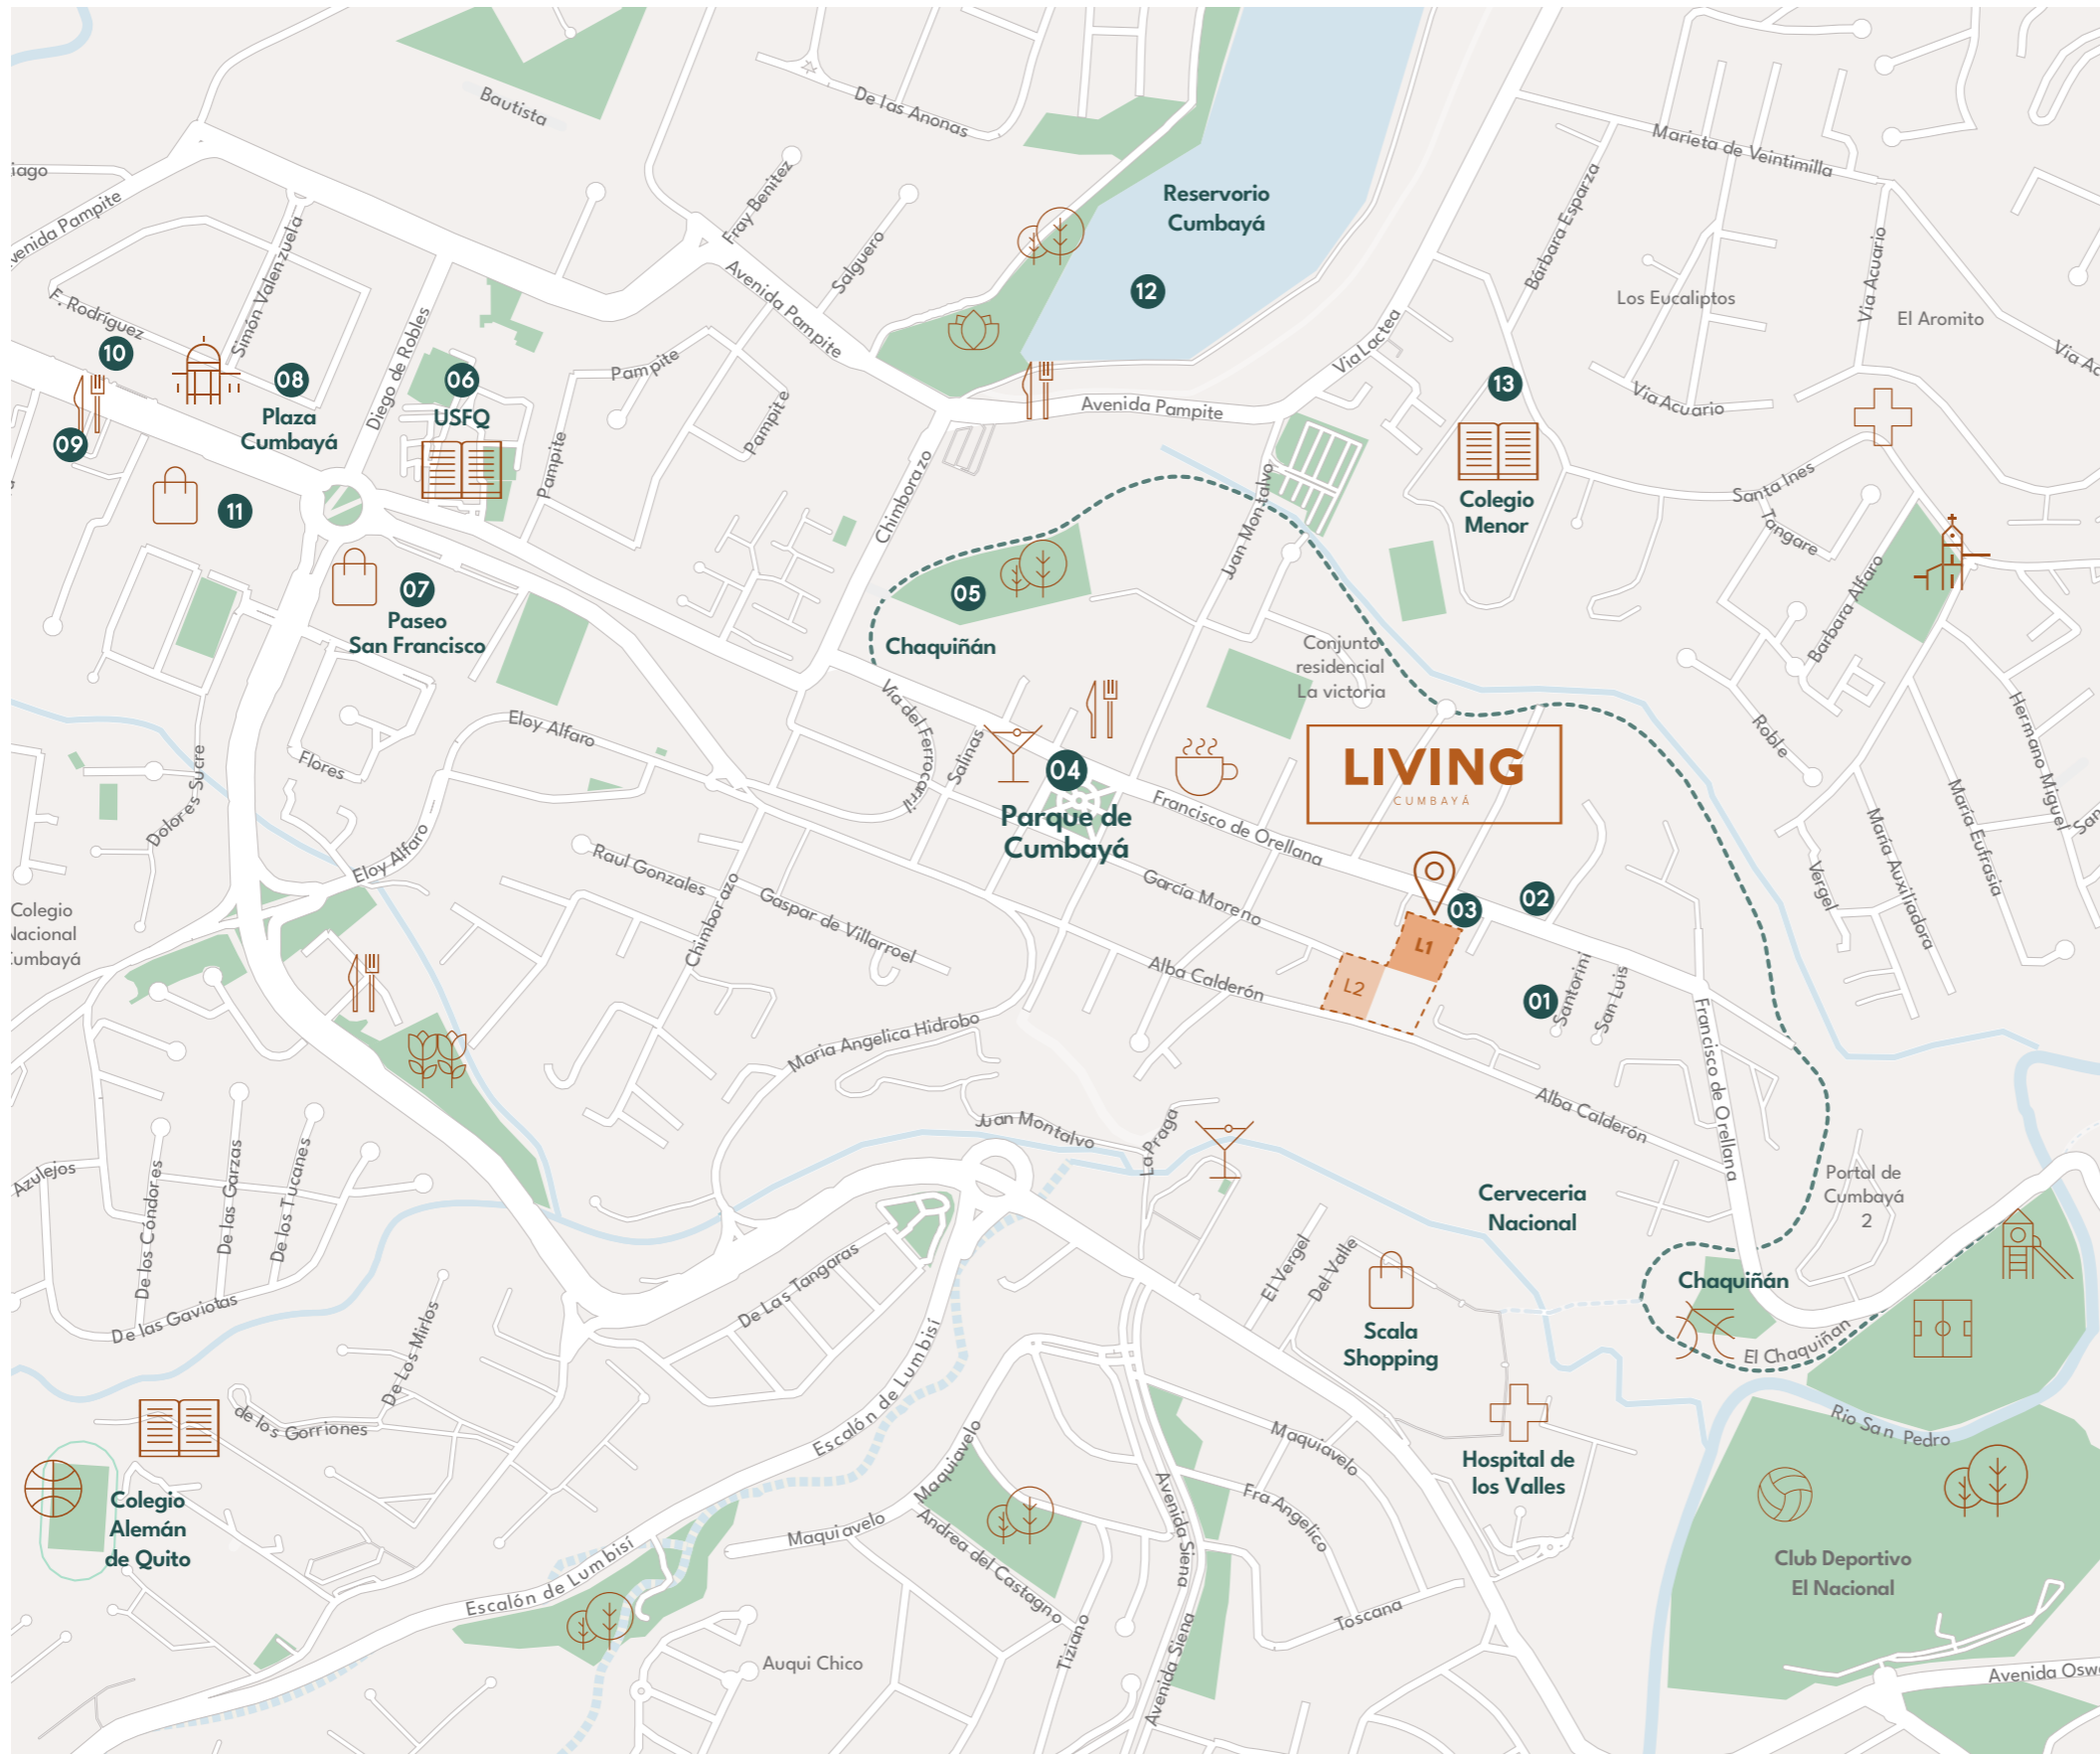 Bautista
De las Anonas
Marieta de Veintimilla
iago
Avenida Pampite
Simón Valenzuela
Fray Benitez
Salguero
Reservorio
Cumbayá
12
Bárbara Esparza
Via Acuario
Los Eucaliptos
El Aromito
F. Rodríguez
10
Avenida Pampite
Diego de Robles
08
Plaza
Cumbayá
06
USFQ
Pampite
Pampite
Pampite
Avenida Pampite
Via Lactea
13
Colegio
Menor
Via Acuario
Via Ac
09
11
07
Paseo
San Francisco
Chimborazo
Juan Montalvo
Santa Ines
Tangare
Barbara Alfaro
05
Chaquiñán
Conjunto
residencial
La victoria
Roble
Hermano Miguel
Maria Eufrasia
María Auxiliadora
Vergel
San
Dolores Sucre
Flores
Eloy Alfaro
Eloy Alfaro
Via del Ferrocarril
Salinas
04
Parque de
Cumbayá
LIVING
CUMBAYÁ
Francisco de Orellana
García Moreno
Raul Gonzales
Gaspar de Villarroel
Chimborazo
03
02
L1
L2
01
Santorini
San Luis
Colegio
Nacional
Cumbayá
Alba Calderón
Maria Angelica Hidrobo
Francisco de Orellana
Alba Calderón
Juan Montalvo
La Praga
Azulejos
De los Cóndores
De las Garzas
De los Tucanes
De las Gaviotas
De Los Mirlos
De Las Tangaras
Escalón de Lumbisí
El Vergel
Del Valle
Cerveceria
Nacional
Portal de
Cumbayá
2
Chaquiñán
El Chaquiñan
Scala
Shopping
Rio San Pedro
de los Gorriones
Colegio
Alemán
de Quito
Maquiavelo
Maquiavelo
Maquiavelo
Andrea del Castagno
Avenida Siena
Fra Angelico
Hospital de
los Valles
Club Deportivo
El Nacional
Escalón de Lumbisí
Auqui Chico
Tiziano
Avenida Siena
Toscana
Avenida Osw